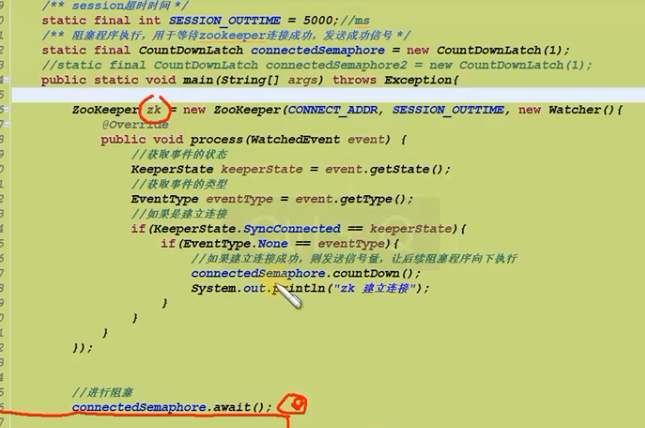 /** session超时时间 */
static final int SESSION_OUTTIME = 5000;//ms
/** 阻塞程序执行，用于等待zookeeper连接成功，发送成功信号 */
static final CountDownLatch connectedSemaphore = new CountDownLatch(1);
//static final CountDownLatch connectedSemaphore2 = new CountDownLatch(1);
public static void main(String[] args) throws Exception{
ZooKeeper zk = new ZooKeeper(CONNECT_ADDR, SESSION_OUTTIME, new Watcher(){
@Override
public void process(WatchedEvent event) {
//获取事件的状态
KeeperState keeperState = event.getState();
//获取事件的类型
EventType eventType = event.getType();
//如果是建立连接
if(KeeperState.SyncConnected == keeperState){
if(EventType.None == eventType){
//如果建立连接成功，则发送信号量，让后续阻塞程序向下执行
connectedSemaphore.countDown();
System.out.println("zk 建立连接");
}
}
}
});
//进行阻塞
connectedSemaphore.await();